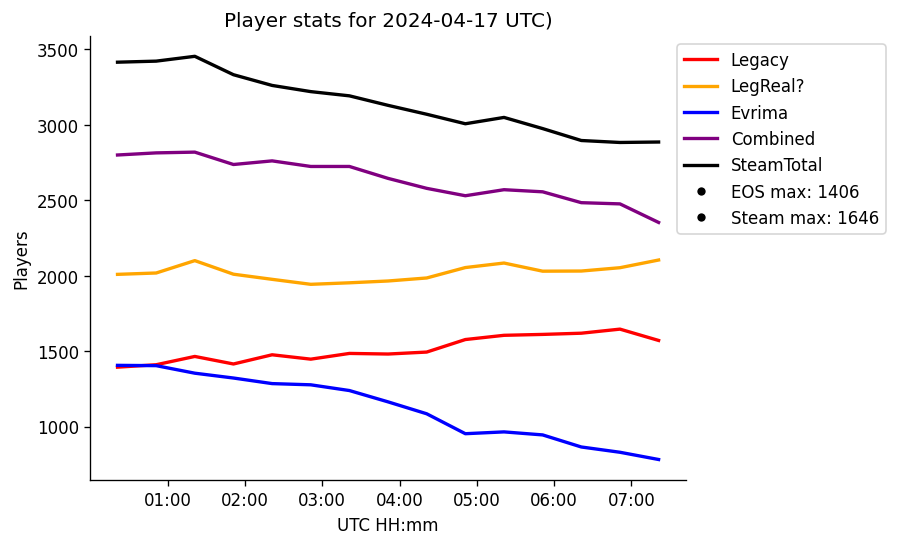 Player stats for 2024-04-17 UTC)
3500
3000
2500
2000
1500
1000
Players
01:00 02:00 03:00 04:00 05:00 06:00 07:00
UTC HH:mm
Legacy
LegReal?
Evrima
Combined
SteamTotal
EOS max: 1406
Steam max: 1646